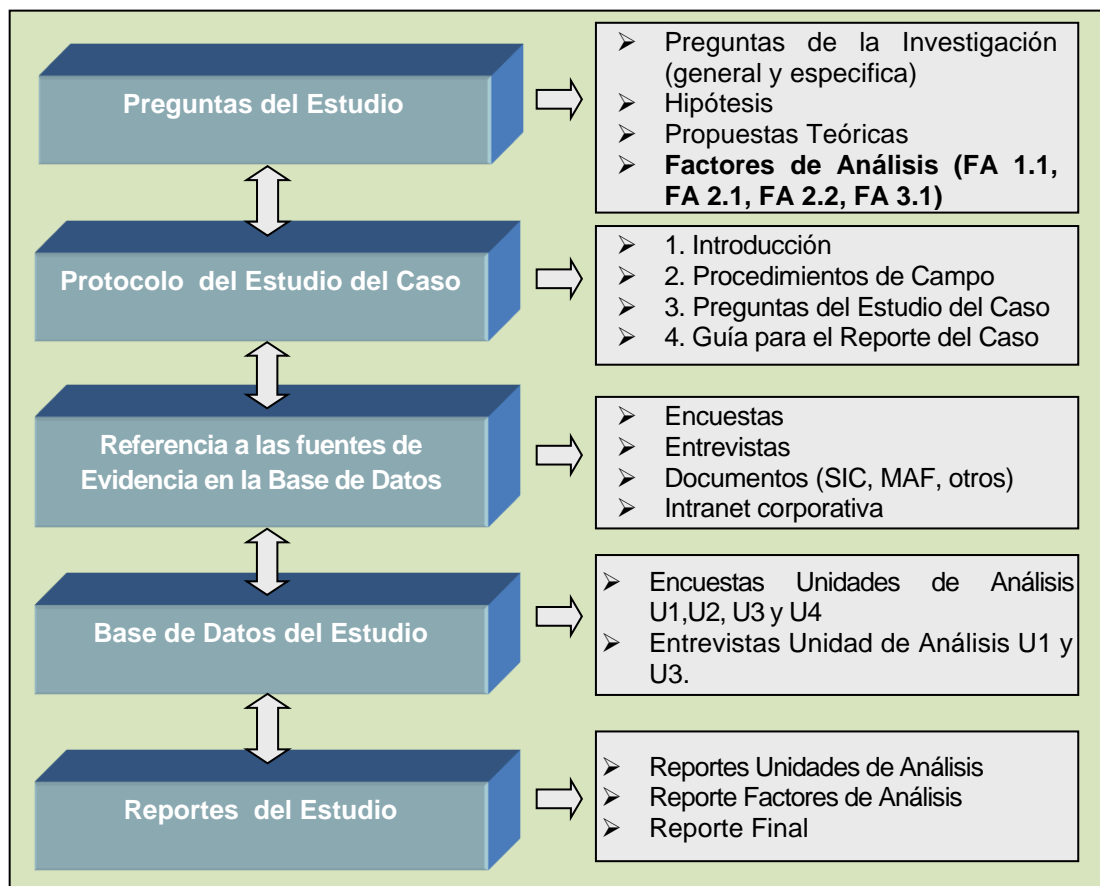 Preguntas del Estudio
➢ Preguntas de la Investigación
(general y especifica)
➢ Hipótesis
➢ Propuestas Teóricas
➢ Factores de Análisis (FA 1.1,
FA 2.1, FA 2.2, FA 3.1)
Protocolo del Estudio del Caso
➢ 1. Introducción
➢ 2. Procedimientos de Campo
➢ 3. Preguntas del Estudio del Caso
➢ 4. Guía para el Reporte del Caso
Referencia a las fuentes de
Evidencia en la Base de Datos
➢ Encuestas
➢ Entrevistas
➢ Documentos (SIC, MAF, otros)
➢ Intranet corporativa
Base de Datos del Estudio
➢ Encuestas Unidades de Análisis
U1,U2, U3 y U4
➢ Entrevistas Unidad de Análisis U1 y
U3.
Reportes del Estudio
➢ Reportes Unidades de Análisis
➢ Reporte Factores de Análisis
➢ Reporte Final